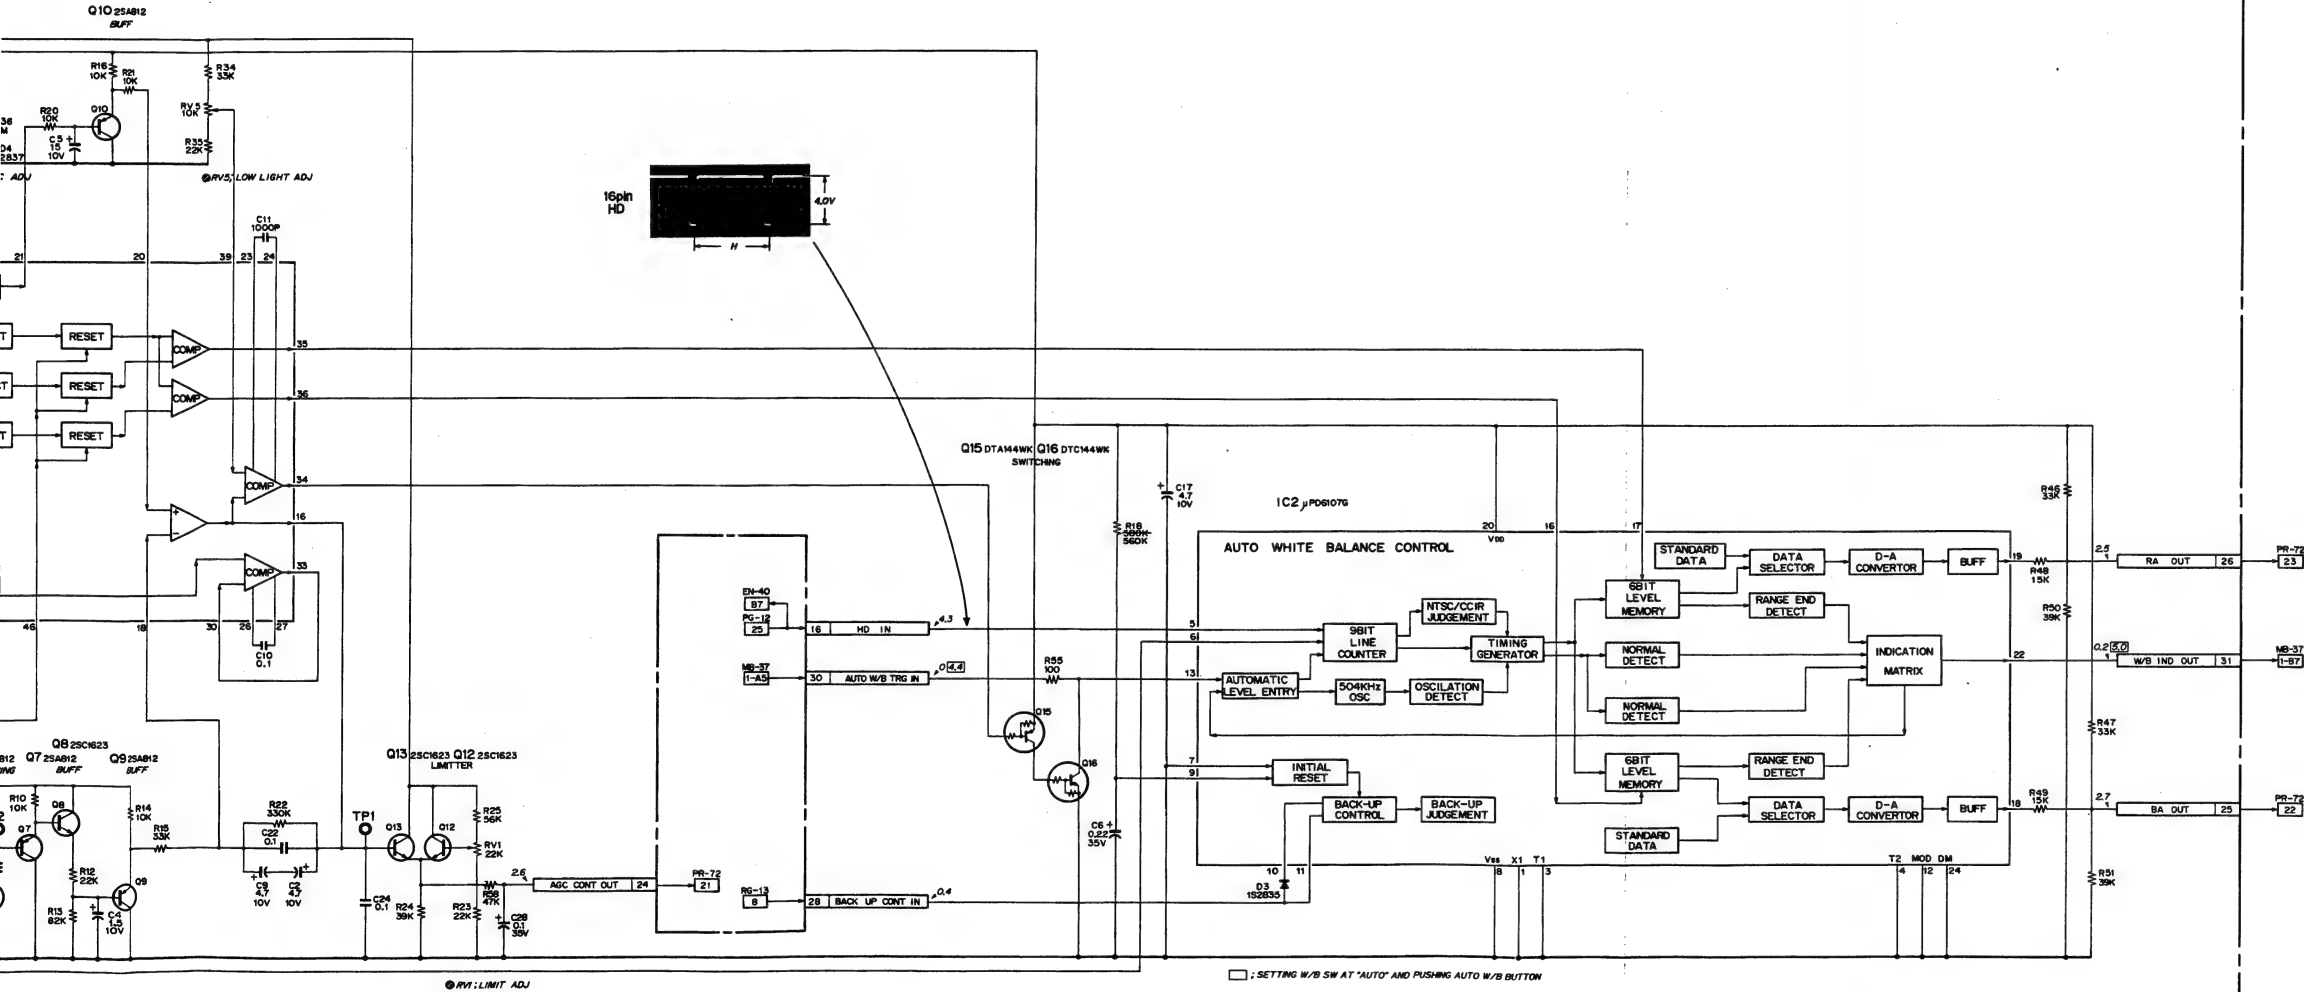 Q10 2SA812
BUFF
R16
10K
R21
10K
R34
33K
RV5
10K
R20
10K
Q10
36
M
C5 +
15
10V
R35
22K
D4
2837
: ADJ
RV5; LOW LIGHT ADJ
16pin
HD
4.0V
H
C11
1000P
21
20
39
23
24
T
RESET
COMP
35
CT
RESET
COMP
36
T
RESET
Q15 DTA144WK Q16 DTC144WK
SWITCHING
COMP
34
+
-
16
COMP
33
46
18
30
26
27
C10
0.1
+
C17
4.7
10V
R18
560K
IC2 μPD6107G
20
VDD
16
17
R46
33K
AUTO WHITE BALANCE CONTROL
STANDARD
DATA
DATA
SELECTOR
D-A
CONVERTOR
BUFF
19
R48
15K
2.5
RA OUT
26
PR-72
23
EN-40
B7
PG-12
25
16
HD IN
4.3
5
6
9BIT
LINE
COUNTER
NTSC/CCIR
JUDGEMENT
TIMING
GENERATOR
6BIT
LEVEL
MEMORY
RANGE END
DETECT
R50
39K
NORMAL
DETECT
INDICATION
MATRIX
22
0.2 5.0
W/B IND OUT
31
MB-37
1-B7
MB-37
1-A5
30
AUTO W/B TRG IN
0 4.4
R55
100
13
AUTOMATIC
LEVEL ENTRY
504KHz
OSC
OSCILATION
DETECT
NORMAL
DETECT
Q15
Q16
R47
33K
7
9
INITIAL
RESET
6BIT
LEVEL
MEMORY
RANGE END
DETECT
BACK-UP
CONTROL
BACK-UP
JUDGEMENT
DATA
SELECTOR
D-A
CONVERTOR
BUFF
18
R49
15K
2.7
BA OUT
25
PR-72
22
STANDARD
DATA
C6 +
0.22
35V
10
11
D3
1S2835
Vss
8
X1
1
T1
3
T2
4
MOD
12
DM
24
R51
39K
Q8 2SC1623
812
Q7 2SA812
BUFF
Q9 2SA812
BUFF
R10
10K
Q8
R14
10K
Q7
R15
33K
R12
22K
Q9
R13
82K
+
C4
1.5
10V
R22
330K
C22
0.1
+
C9
4.7
10V
+
C2
4.7
10V
TP1
Q13 2SC1623 Q12 2SC1623
LIMITTER
Q13
Q12
R25
56K
RV1
22K
C24
0.1
R24
39K
R23
22K
47K
+
C28
0.1
35V
2.6
AGC CONT OUT
24
PR-72
21
RG-13
8
28
BACK UP CONT IN
0.4
RV1; LIMIT ADJ
; SETTING W/B SW AT "AUTO" AND PUSHING AUTO W/B BUTTON